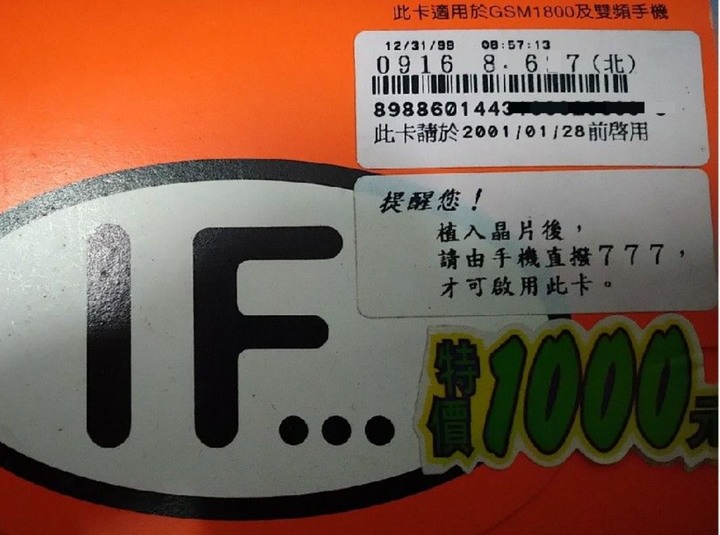 此卡適用於GSM1800及雙頻手機
12/31/99 08:57:13
0916 8 6 7(北)
8988601443
此卡請於2001/01/28前啓用
提醒您！
植入晶片後，
請由手機直撥777，
才可啟用此卡。
IF...
特價1000元